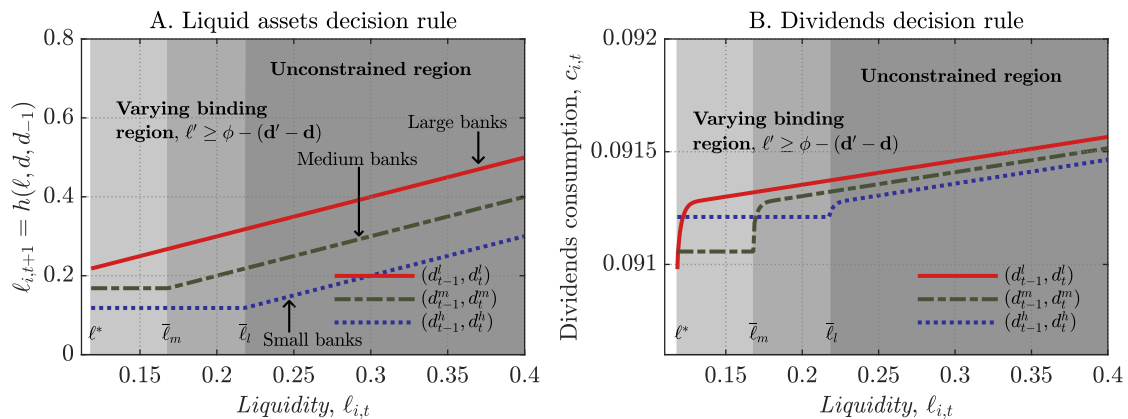 A. Liquid assets decision rule
0.8
0.6
0.4
0.2
0
ℓ_{i,t+1} = h(ℓ, d, d_{−1})
Unconstrained region
Varying binding
region, ℓ′ ≥ ϕ − (d′ − d)
Large banks
Medium banks
Small banks
(d^l_{t−1}, d^l_t)
(d^m_{t−1}, d^m_t)
(d^h_{t−1}, d^h_t)
ℓ*
ℓ̅_m
ℓ̅_l
0.15 0.2 0.25 0.3 0.35 0.4
Liquidity, ℓ_{i,t}
B. Dividends decision rule
0.092
0.0915
0.091
Dividends consumption, c_{i,t}
Unconstrained region
Varying binding
region, ℓ′ ≥ ϕ − (d′ − d)
(d^l_{t−1}, d^l_t)
(d^m_{t−1}, d^m_t)
(d^h_{t−1}, d^h_t)
ℓ*
ℓ̅_m
ℓ̅_l
0.15 0.2 0.25 0.3 0.35 0.4
Liquidity, ℓ_{i,t}